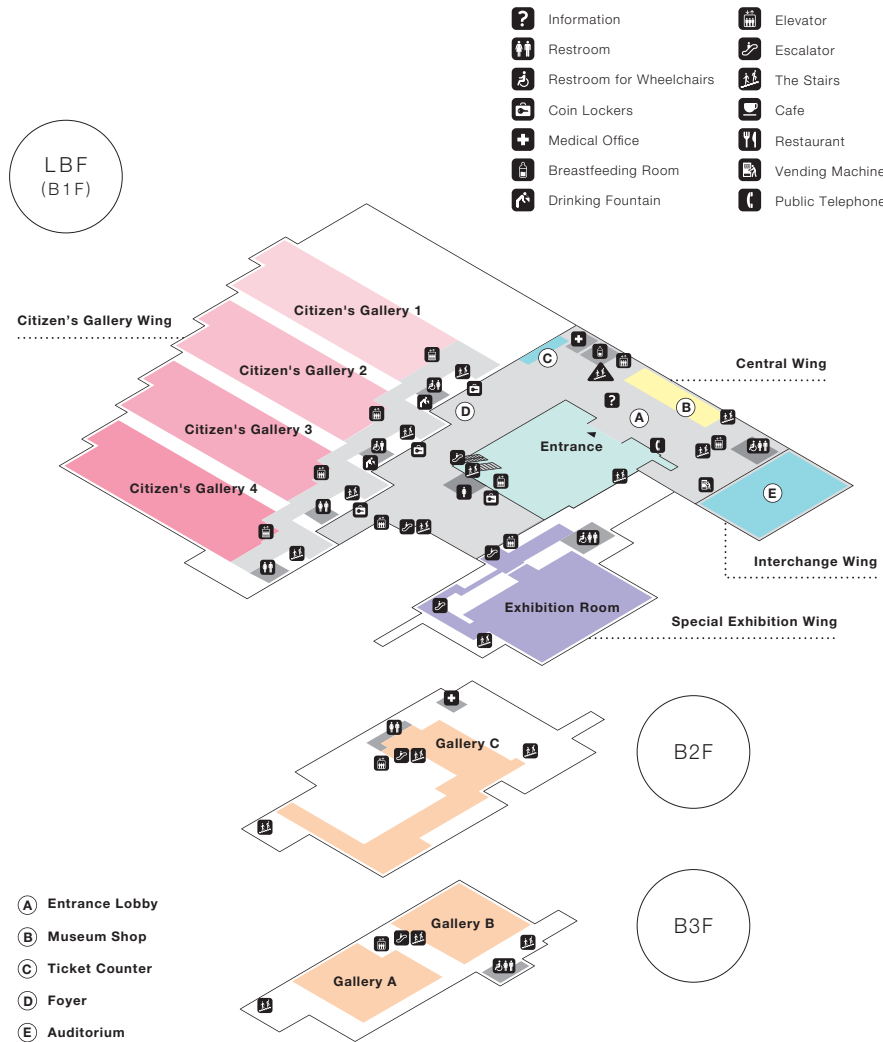 ? Information
Restroom
Restroom for Wheelchairs
Coin Lockers
Medical Office
Breastfeeding Room
Drinking Fountain
Elevator
Escalator
The Stairs
Cafe
Restaurant
Vending Machine
Public Telephone
LBF
(B1F)
Citizen's Gallery Wing
Citizen's Gallery 1
Citizen's Gallery 2
Citizen's Gallery 3
Citizen's Gallery 4
C
D
A
B
?
Entrance
E
Central Wing
Interchange Wing
Exhibition Room
Special Exhibition Wing
Gallery C
B2F
Gallery B
Gallery A
B3F
A Entrance Lobby
B Museum Shop
C Ticket Counter
D Foyer
E Auditorium